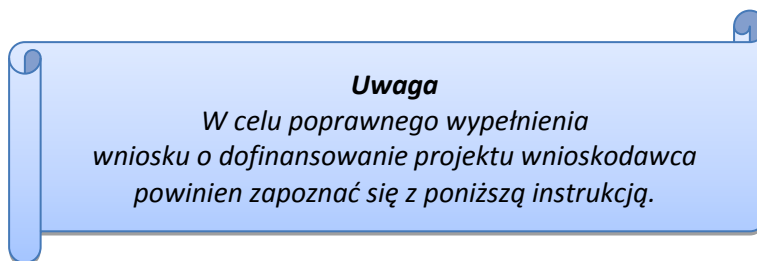 Uwaga
W celu poprawnego wypełnienia
wniosku o dofinansowanie projektu wnioskodawca
powinien zapoznać się z poniższą instrukcją.